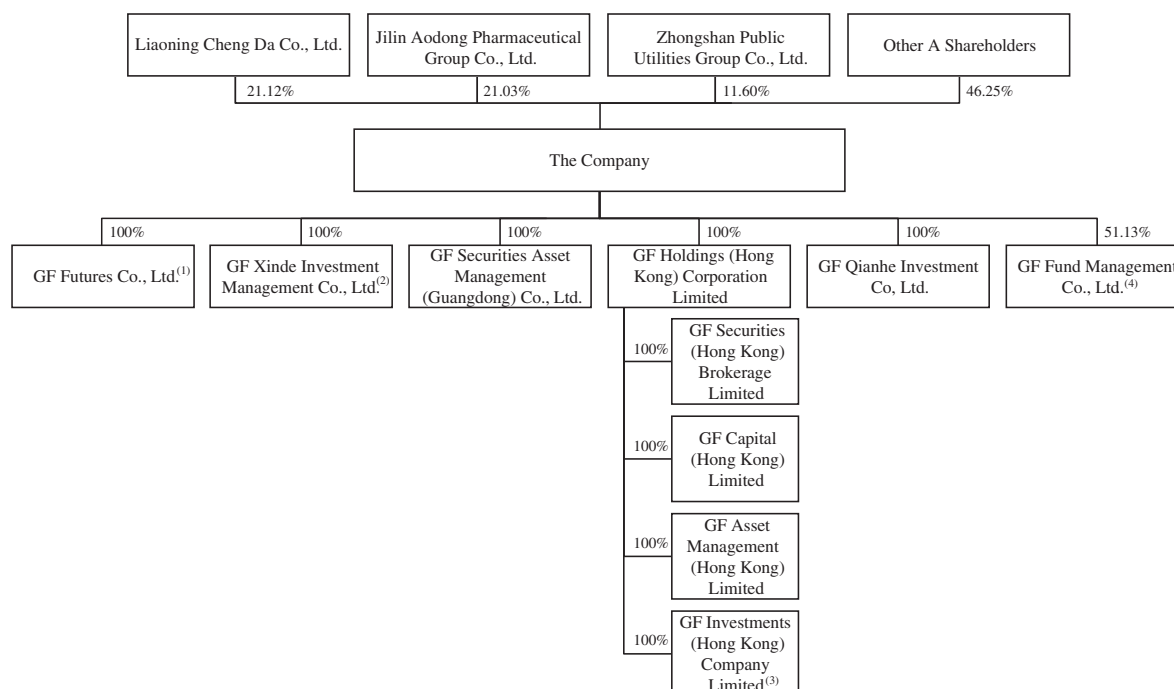 Liaoning Cheng Da Co., Ltd.
Jilin Aodong Pharmaceutical
Group Co., Ltd.
Zhongshan Public
Utilities Group Co., Ltd.
Other A Shareholders
21.12%
21.03%
11.60%
46.25%
The Company
100%
100%
100%
100%
100%
51.13%
GF Futures Co., Ltd.(1)
GF Xinde Investment
Management Co., Ltd(2)
GF Securities Asset
Management
(Guangdong) Co., Ltd.
GF Holdings (Hong
Kong) Corporation
Limited
GF Qianhe Investment
Co, Ltd.
GF Fund Management
Co., Ltd.(4)
100%
GF Securities
(Hong Kong)
Brokerage
Limited
100%
GF Capital
(Hong Kong)
Limited
100%
GF Asset
Management
(Hong Kong)
Limited
100%
GF Investments
(Hong Kong)
Company
Limited(3)